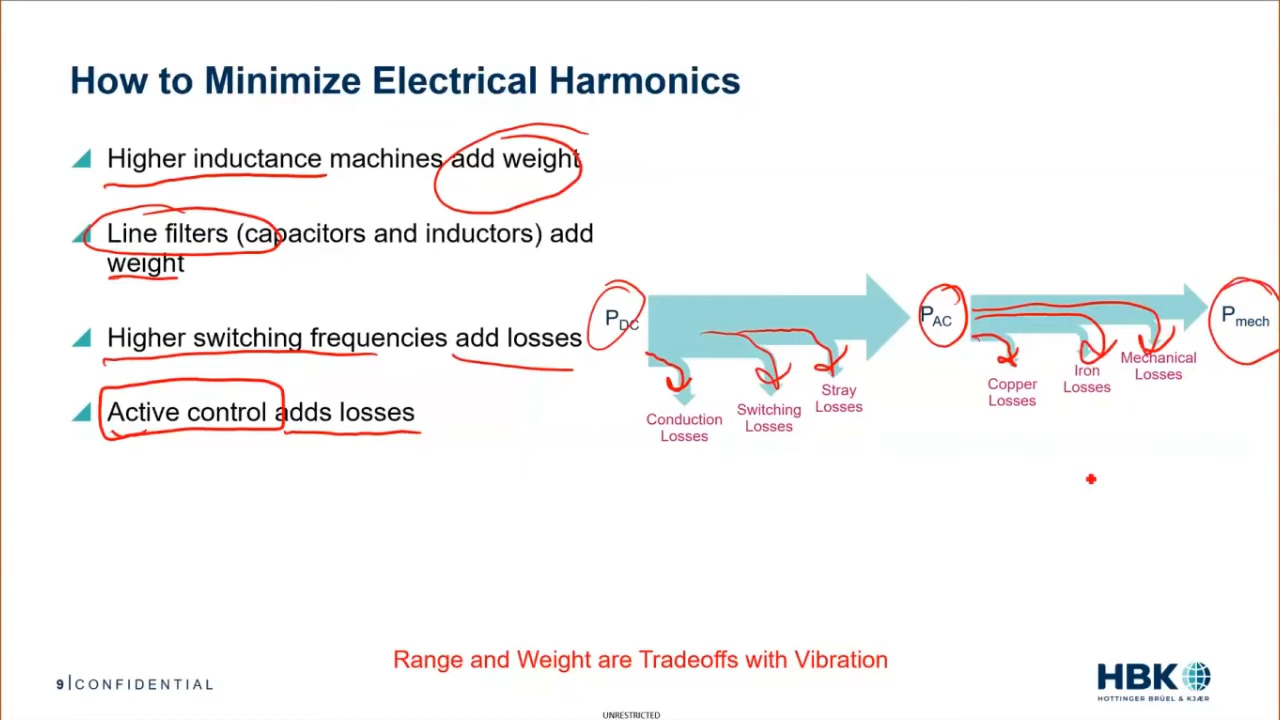 How to Minimize Electrical Harmonics
Higher inductance machines add weight
Line filters (capacitors and inductors) add
weight
Higher switching frequencies add losses
Active control adds losses
PDC
PAC
Pmech
Conduction
Losses
Switching
Losses
Stray
Losses
Copper
Losses
Iron
Losses
Mechanical
Losses
Range and Weight are Tradeoffs with Vibration
9 | CONFIDENTIAL
HBK
HOTTINGER BRÜEL & KJÆR
UNRESTRICTED